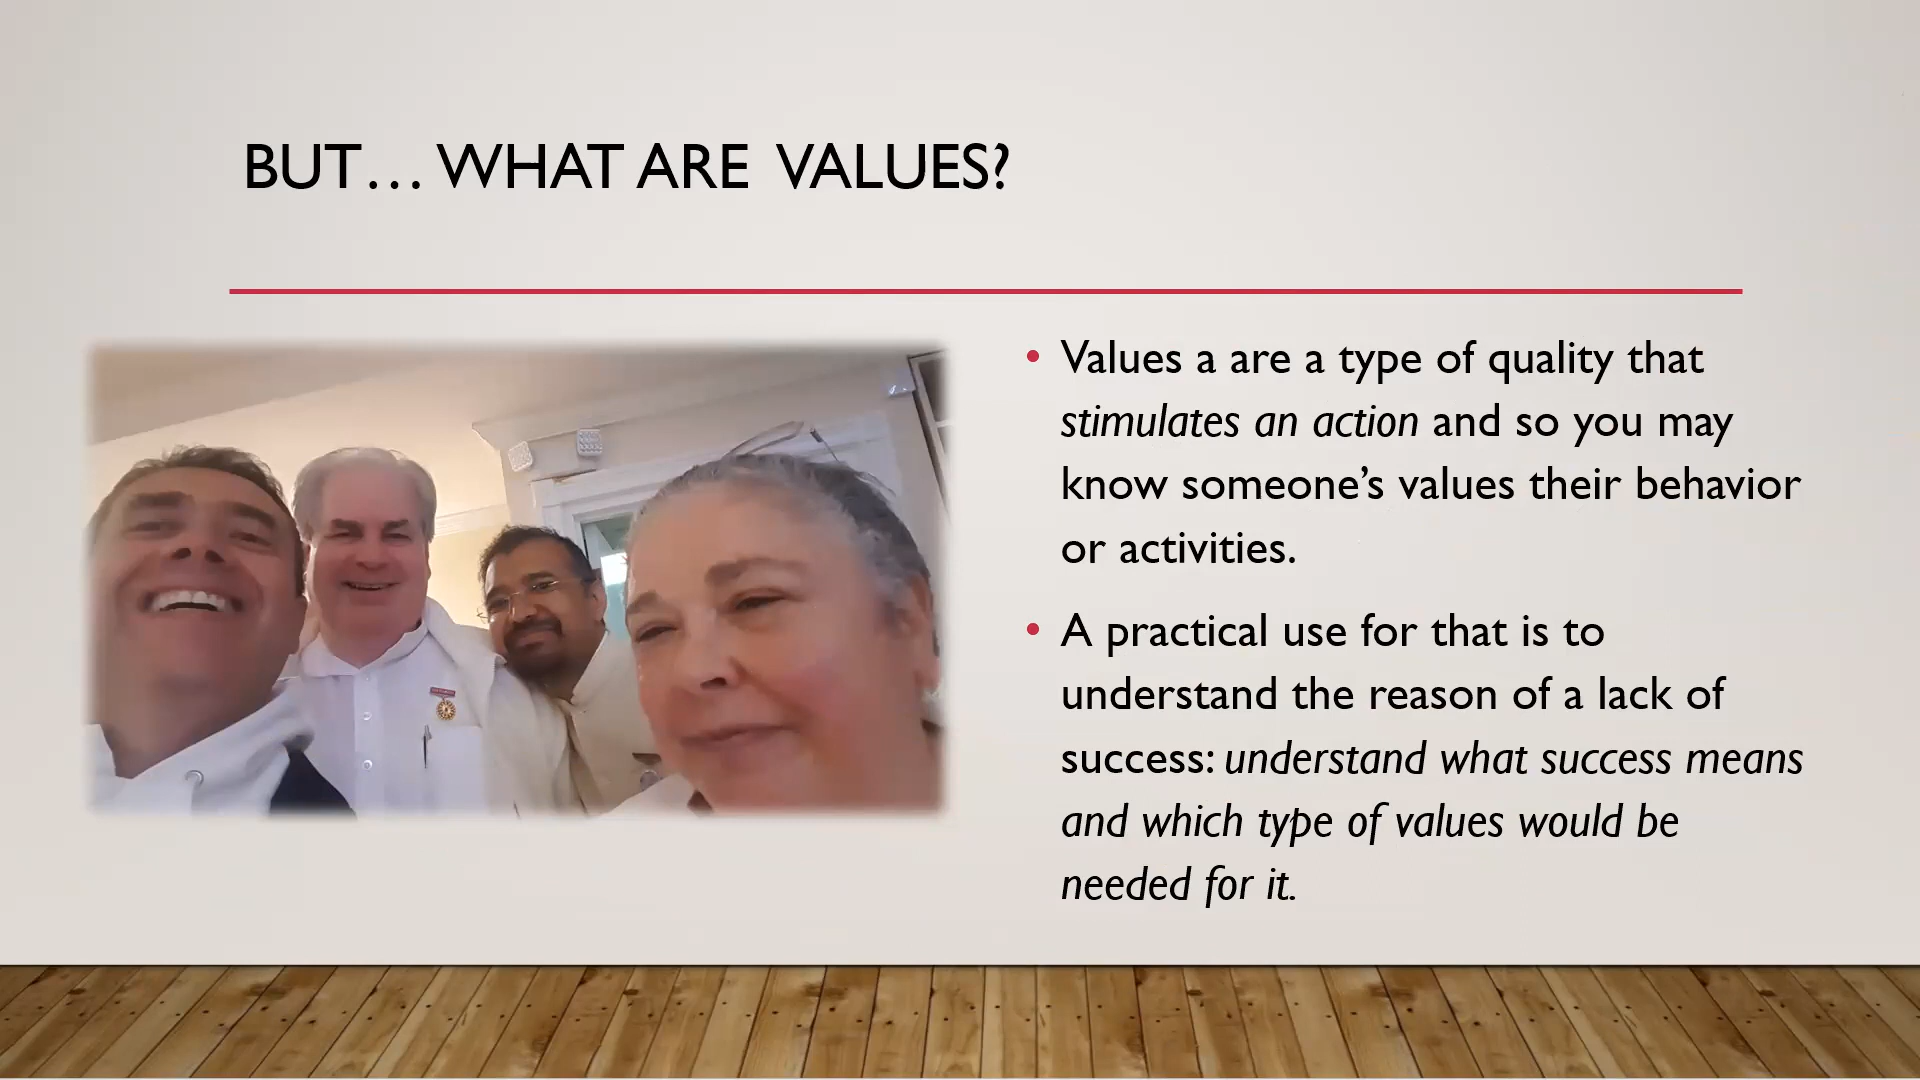 BUT… WHAT ARE VALUES?
• Values a are a type of quality that
stimulates an action and so you may
know someone’s values their behavior
or activities.
• A practical use for that is to
understand the reason of a lack of
success: understand what success means
and which type of values would be
needed for it.